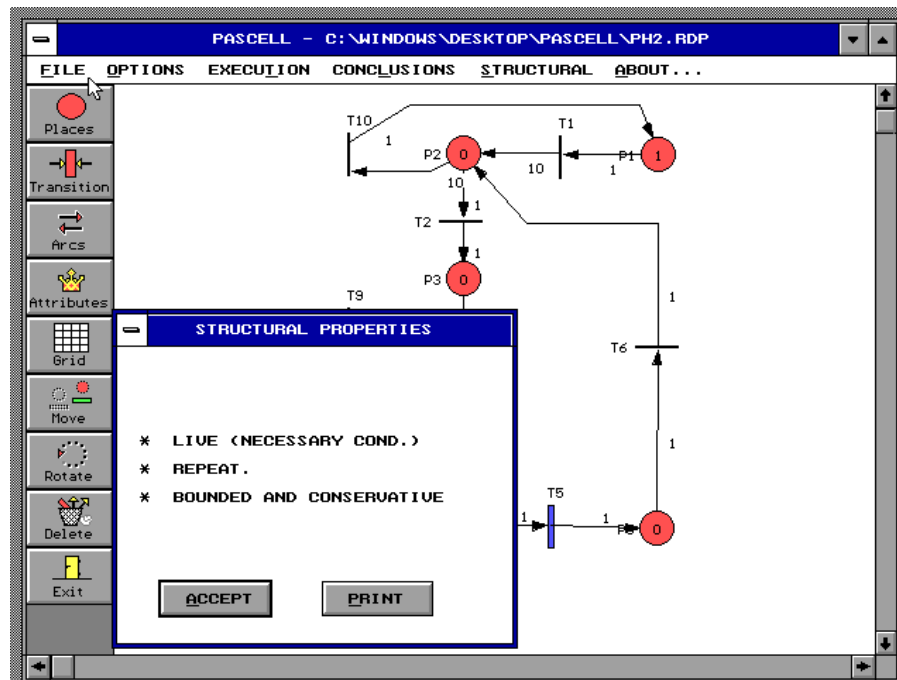 PASCELL - C:\WINDOWS\DESKTOP\PASCELL\PH2.RDP
FILE OPTIONS EXECUTION CONCLUSIONS STRUCTURAL ABOUT...
Places
Transition
Arcs
Attributes
Grid
Move
Rotate
Delete
Exit
T10
1
T1
P2
0
10
1
P1
1
10
1
T2
1
P3
0
T9
1
T6
1
STRUCTURAL PROPERTIES
* LIVE (NECESSARY COND.)
* REPEAT.
* BOUNDED AND CONSERVATIVE
ACCEPT
PRINT
1
T5
1
0